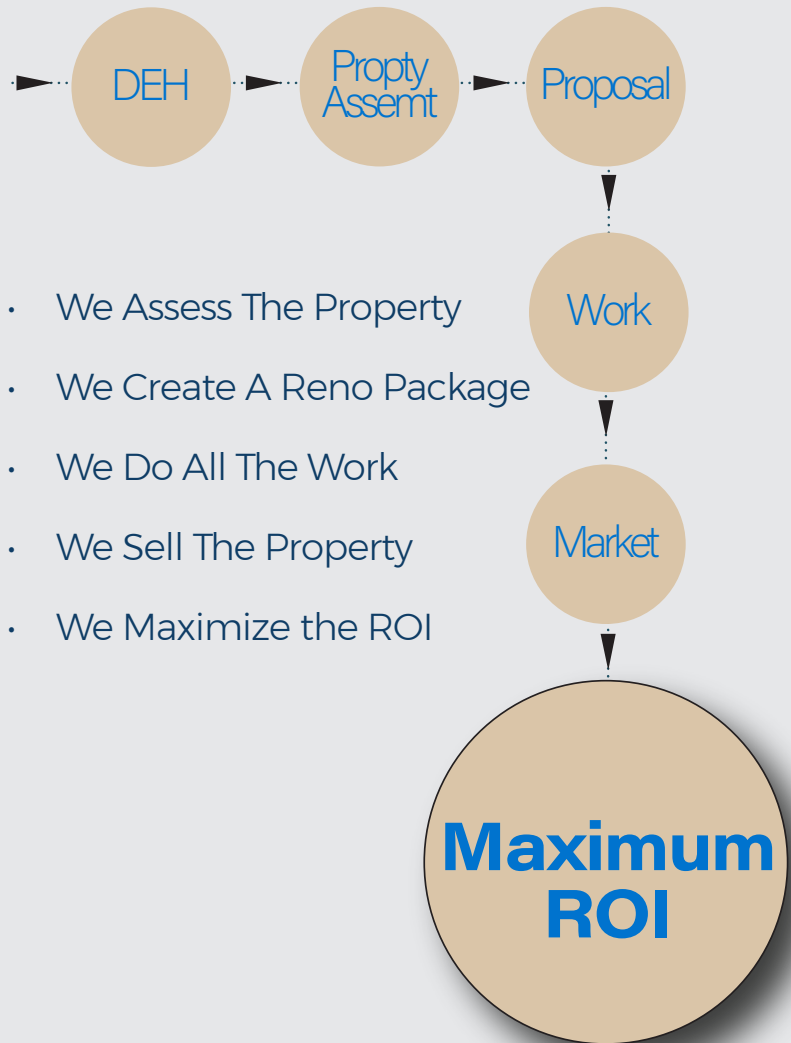 DEH
Propty
Assemt
Proposal
Work
Market
• We Assess The Property
• We Create A Reno Package
• We Do All The Work
• We Sell The Property
• We Maximize the ROI
Maximum
ROI